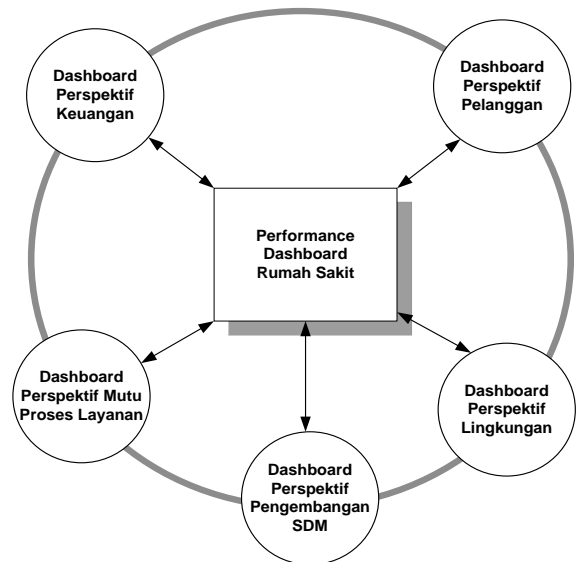 Dashboard
Perspektif
Keuangan
Dashboard
Perspektif
Pelanggan
Performance
Dashboard
Rumah Sakit
Dashboard
Perspektif Mutu
Proses Layanan
Dashboard
Perspektif
Lingkungan
Dashboard
Perspektif
Pengembangan
SDM